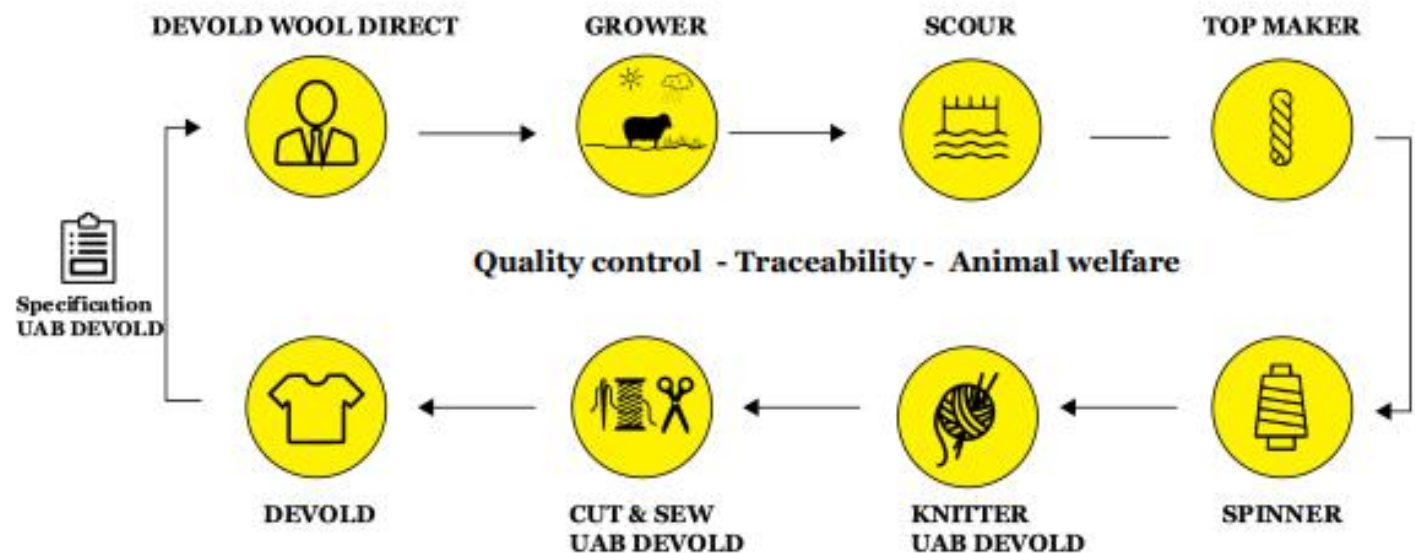 DEVOLD WOOL DIRECT
GROWER
SCOUR
TOP MAKER
Quality control - Traceability - Animal welfare
Specification
UAB DEVOLD
DEVOLD
CUT & SEW
UAB DEVOLD
KNITTER
UAB DEVOLD
SPINNER